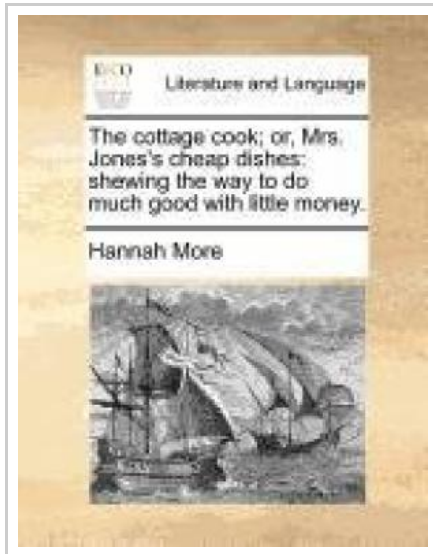 ECCO
Literature and Language
The cottage cook; or, Mrs.
Jones's cheap dishes:
shewing the way to do
much good with little money.
Hannah More